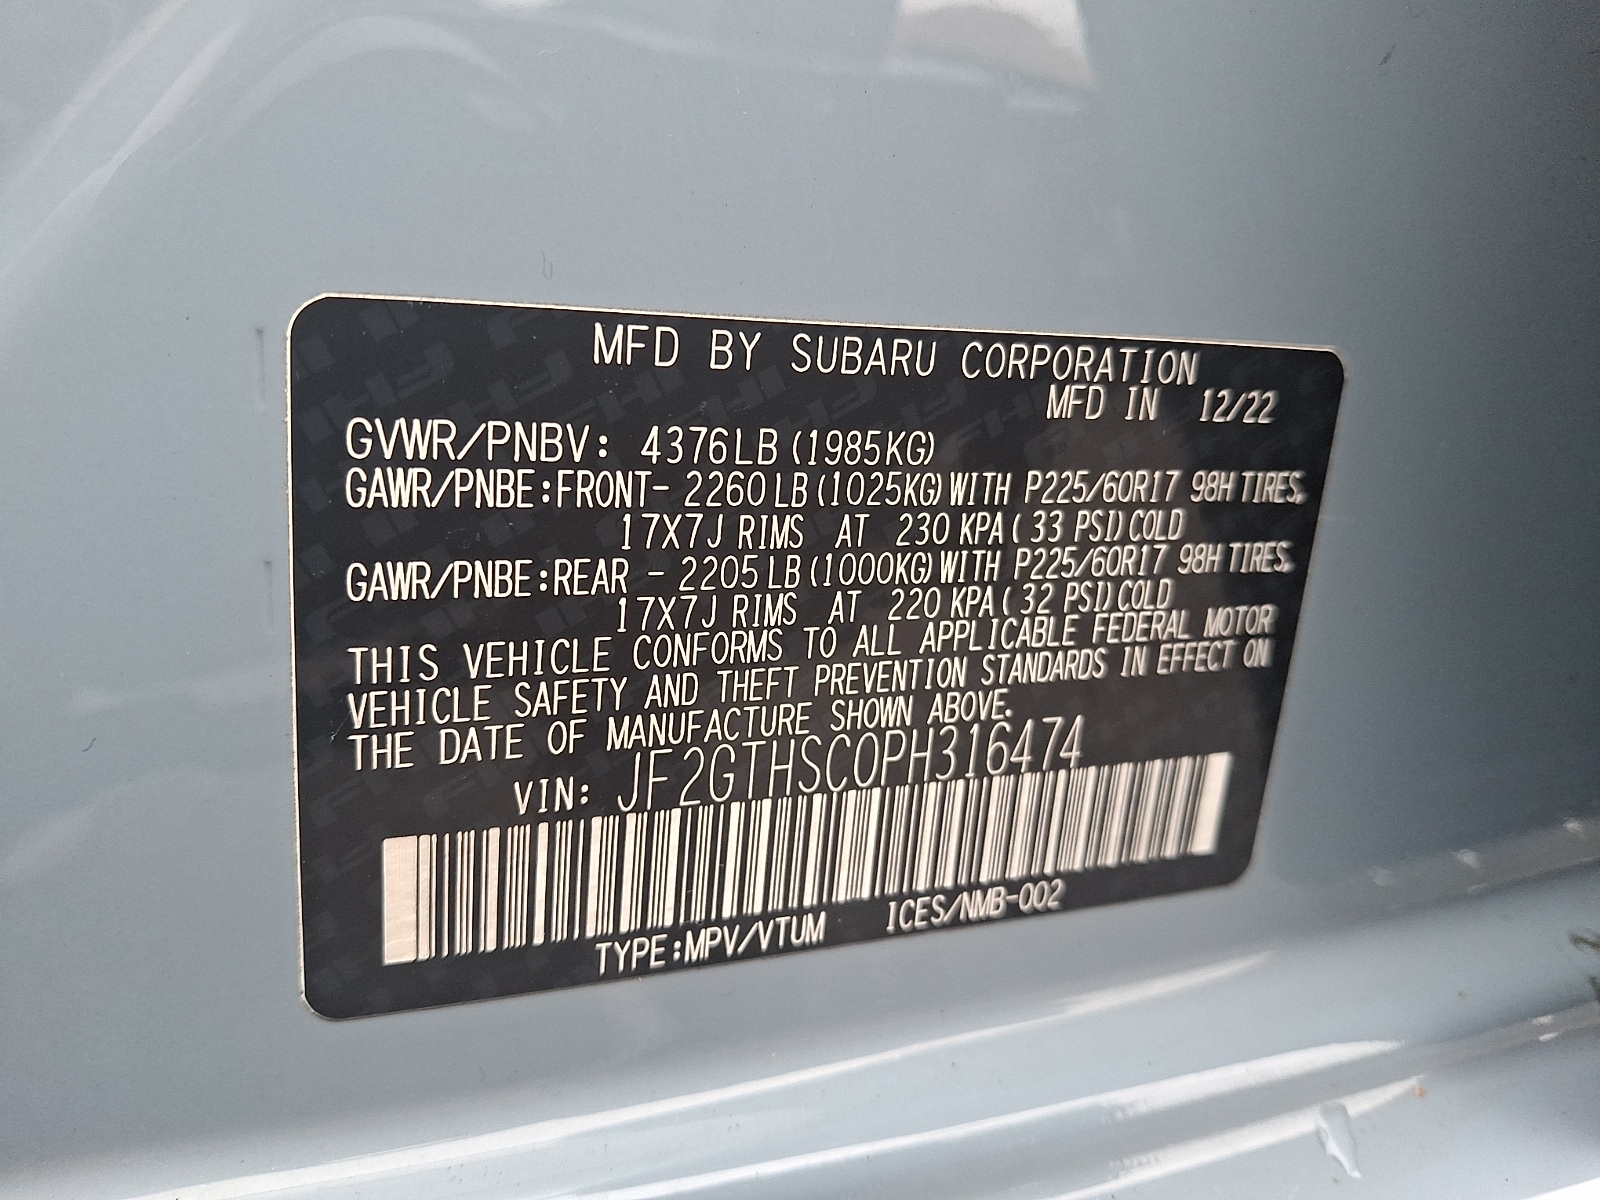 MFD BY SUBARU CORPORATION
MFD IN 12/22
GVWR/PNBV: 4376LB (1985KG)
GAWR/PNBE:FRONT- 2260 LB (1025KG) WITH P225/60R17 98H TIRES,
17X7J RIMS AT 230 KPA ( 33 PSI) COLD
GAWR/PNBE:REAR - 2205 LB (1000KG) WITH P225/60R17 98H TIRES,
17X7J RIMS AT 220 KPA ( 32 PSI) COLD
THIS VEHICLE CONFORMS TO ALL APPLICABLE FEDERAL MOTOR
VEHICLE SAFETY AND THEFT PREVENTION STANDARDS IN EFFECT ON
THE DATE OF MANUFACTURE SHOWN ABOVE.
VIN: JF2GTHSC0PH316474
TYPE:MPV/VTUM ICES/NMB-002